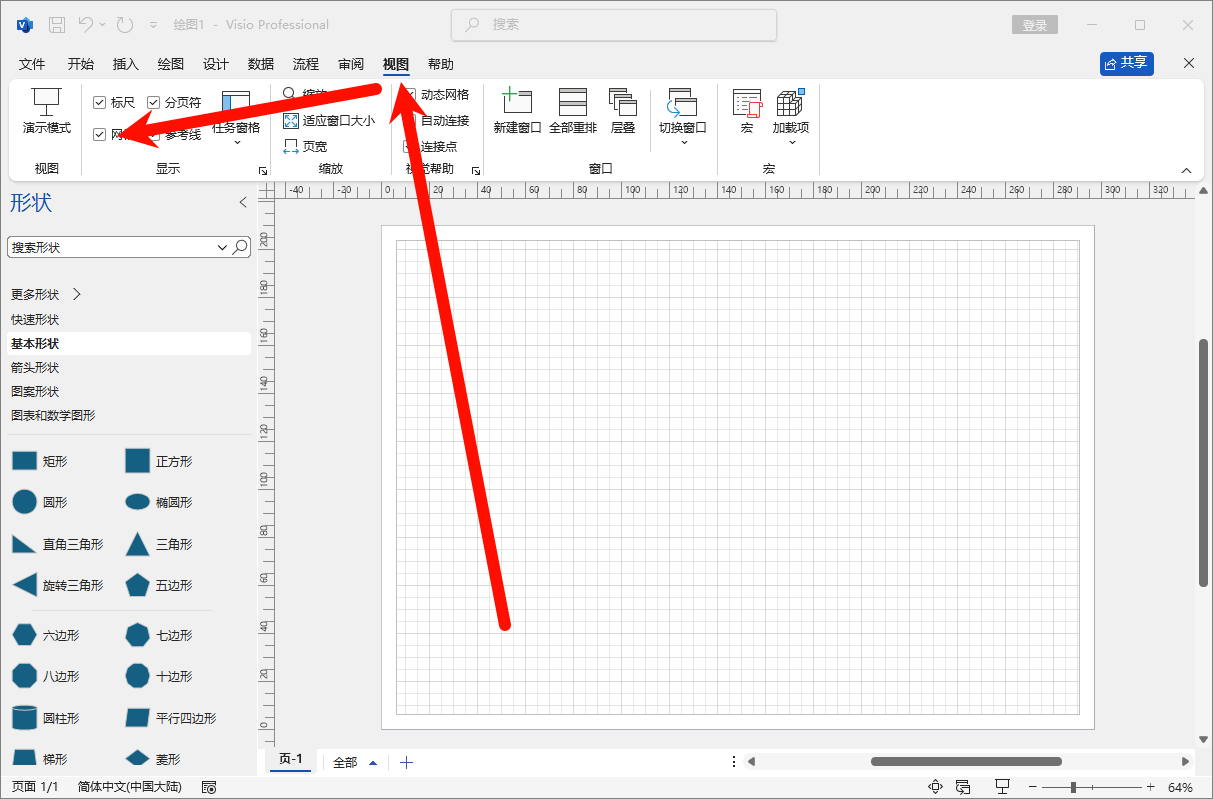 绘图1 - Visio Professional
搜索
登录
文件 开始 插入 绘图 设计 数据 流程 审阅 视图 帮助
共享
演示模式
标尺 分页符
任务窗格
适应窗口大小
页宽
动态网格
自动连接
连接点
新建窗口 全部重排 层叠 切换窗口
宏 加载项
视图 显示 缩放 视觉帮助 窗口 宏
形状
搜索形状
更多形状
快速形状
基本形状
箭头形状
图案形状
图表和数学图形
矩形 正方形
圆形 椭圆形
直角三角形 三角形
旋转三角形 五边形
六边形 七边形
八边形 十边形
圆柱形 平行四边形
梯形 菱形
-40 -20 0 20 40 60 80 100 120 140 160 180 200 220 240 260 280 300 320
200
180
160
140
120
100
80
60
40
20
0
页-1 全部
页面 1/1 简体中文(中国大陆) 64%